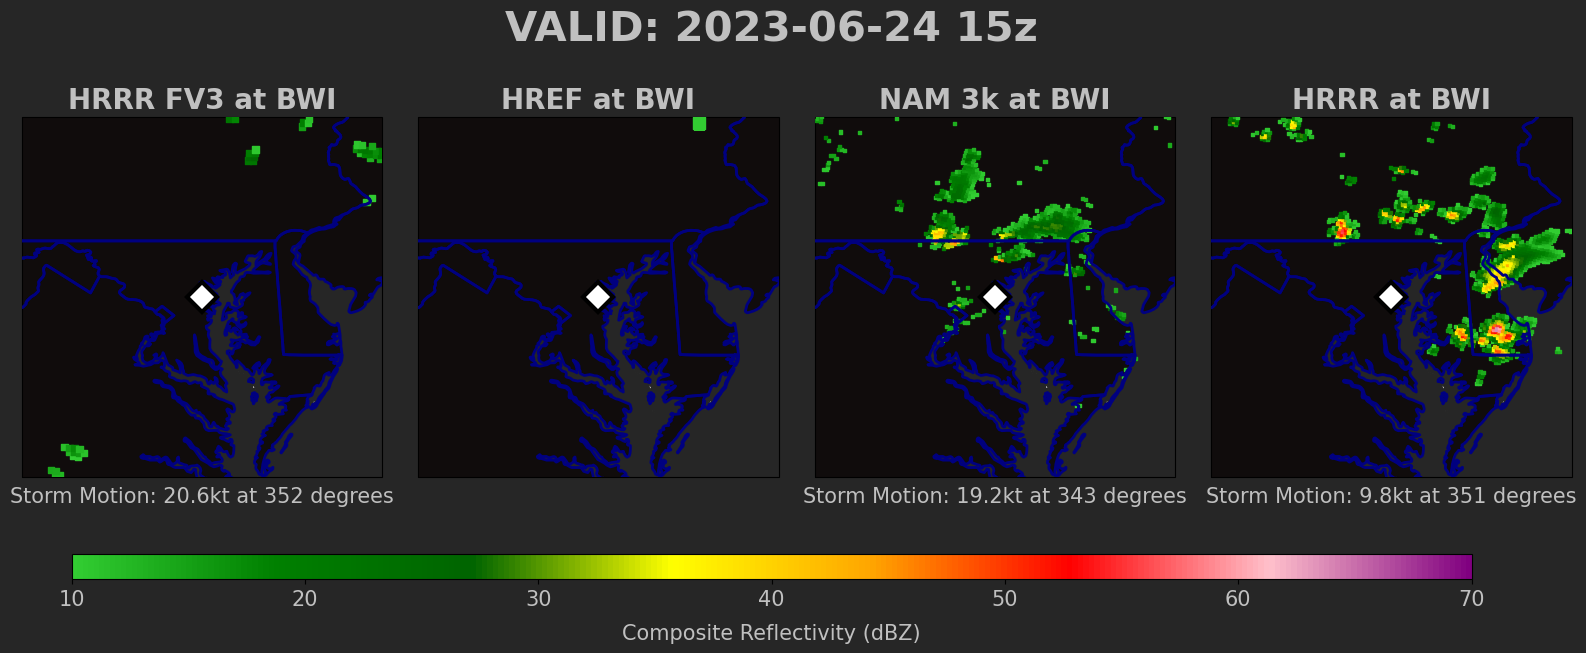 VALID: 2023-06-24 15z
HRRR FV3 at BWI
HREF at BWI
NAM 3k at BWI
HRRR at BWI
Storm Motion: 20.6kt at 352 degrees
Storm Motion: 19.2kt at 343 degrees
Storm Motion: 9.8kt at 351 degrees
10 20 30 40 50 60 70
Composite Reflectivity (dBZ)